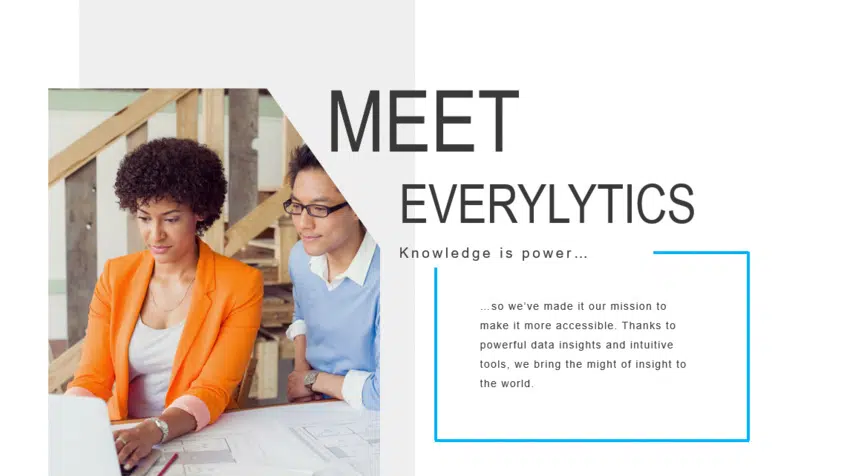 MEET
EVERYLYTICS
Knowledge is power…
…so we’ve made it our mission to
make it more accessible. Thanks to
powerful data insights and intuitive
tools, we bring the might of insight to
the world.